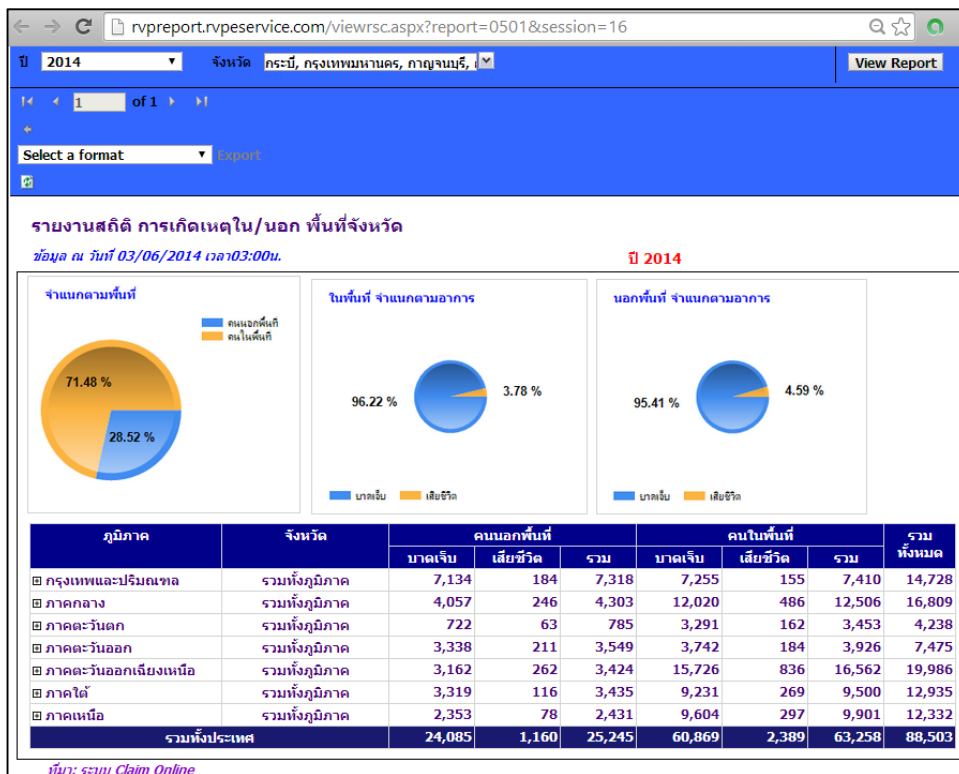 rvpreport.rvpeservice.com/viewrsc.aspx?report=0501&session=16
ปี 2014 จังหวัด กระบี่, กรุงเทพมหานคร, กาญจนบุรี, View Report
1 of 1
Select a format Export
รายงานสถิติ การเกิดเหตุใน/นอก พื้นที่จังหวัด
ข้อมูล ณ วันที่ 03/06/2014 เวลา03:00น. ปี 2014
จำแนกตามพื้นที่
คนนอกพื้นที่
คนในพื้นที่
71.48 %
28.52 %
ในพื้นที่ จำแนกตามอาการ
96.22 % 3.78 %
บาดเจ็บ เสียชีวิต
นอกพื้นที่ จำแนกตามอาการ
95.41 % 4.59 %
บาดเจ็บ เสียชีวิต
ภูมิภาค จังหวัด คนนอกพื้นที่ คนในพื้นที่ รวมทั้งหมด
บาดเจ็บ เสียชีวิต รวม บาดเจ็บ เสียชีวิต รวม
กรุงเทพและปริมณฑล รวมทั้งภูมิภาค 7,134 184 7,318 7,255 155 7,410 14,728
ภาคกลาง รวมทั้งภูมิภาค 4,057 246 4,303 12,020 486 12,506 16,809
ภาคตะวันตก รวมทั้งภูมิภาค 722 63 785 3,291 162 3,453 4,238
ภาคตะวันออก รวมทั้งภูมิภาค 3,338 211 3,549 3,742 184 3,926 7,475
ภาคตะวันออกเฉียงเหนือ รวมทั้งภูมิภาค 3,162 262 3,424 15,726 836 16,562 19,986
ภาคใต้ รวมทั้งภูมิภาค 3,319 116 3,435 9,231 269 9,500 12,935
ภาคเหนือ รวมทั้งภูมิภาค 2,353 78 2,431 9,604 297 9,901 12,332
รวมทั้งประเทศ 24,085 1,160 25,245 60,869 2,389 63,258 88,503
ที่มา: ระบบ Claim Online